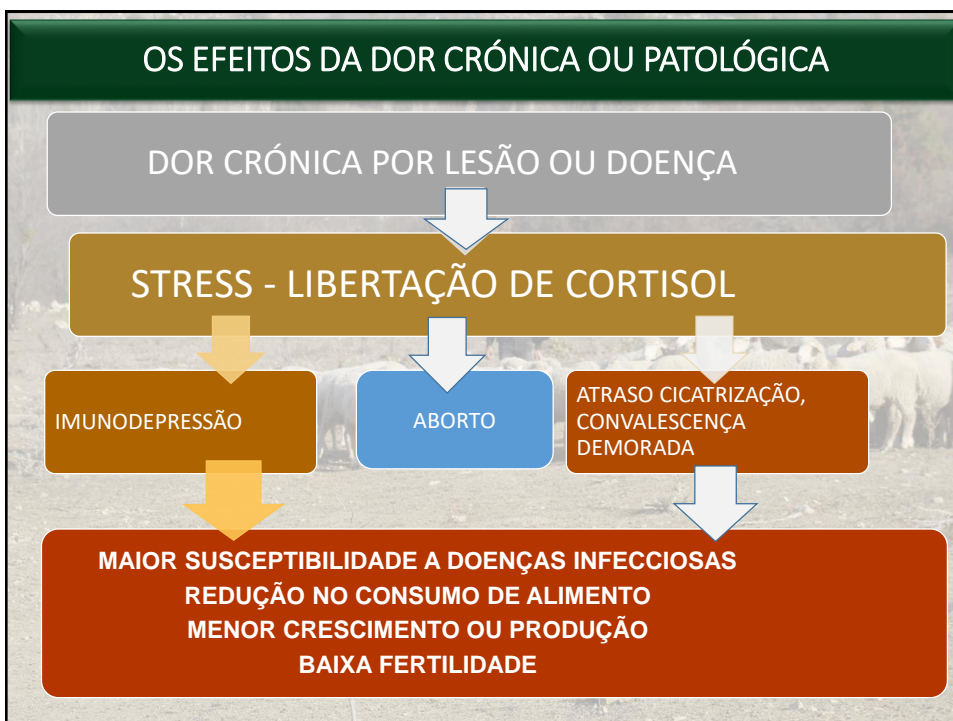 OS EFEITOS DA DOR CRÓNICA OU PATOLÓGICA
DOR CRÓNICA POR LESÃO OU DOENÇA
STRESS - LIBERTAÇÃO DE CORTISOL
IMUNODEPRESSÃO
ABORTO
ATRASO CICATRIZAÇÃO,
CONVALESCENÇA
DEMORADA
MAIOR SUSCEPTIBILIDADE A DOENÇAS INFECCIOSAS
REDUÇÃO NO CONSUMO DE ALIMENTO
MENOR CRESCIMENTO OU PRODUÇÃO
BAIXA FERTILIDADE